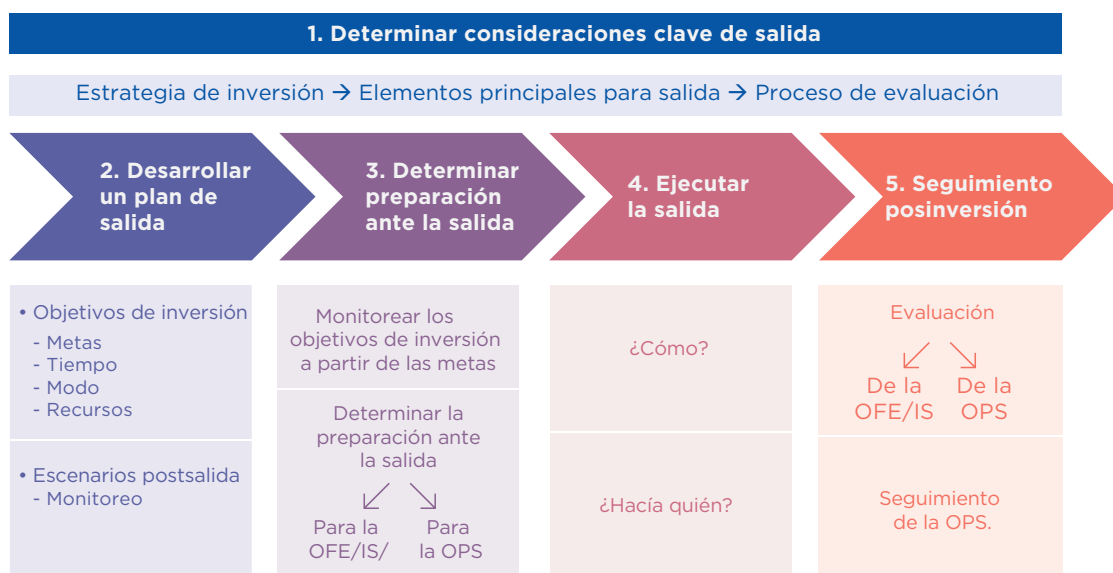 1. Determinar consideraciones clave de salida
Estrategia de inversión → Elementos principales para salida → Proceso de evaluación
2. Desarrollar
un plan de
salida
3. Determinar
preparación
ante la salida
4. Ejecutar
la salida
5. Seguimiento
posinversión
• Objetivos de inversión
- Metas
- Tiempo
- Modo
- Recursos
• Escenarios postsalida
- Monitoreo
Monitorear los
objetivos de inversión
a partir de las metas
Determinar la
preparación ante
la salida
Para la
OFE/IS/
Para
la OPS
¿Cómo?
¿Hacía quién?
Evaluación
De la
OFE/IS
De la
OPS
Seguimiento
de la OPS.